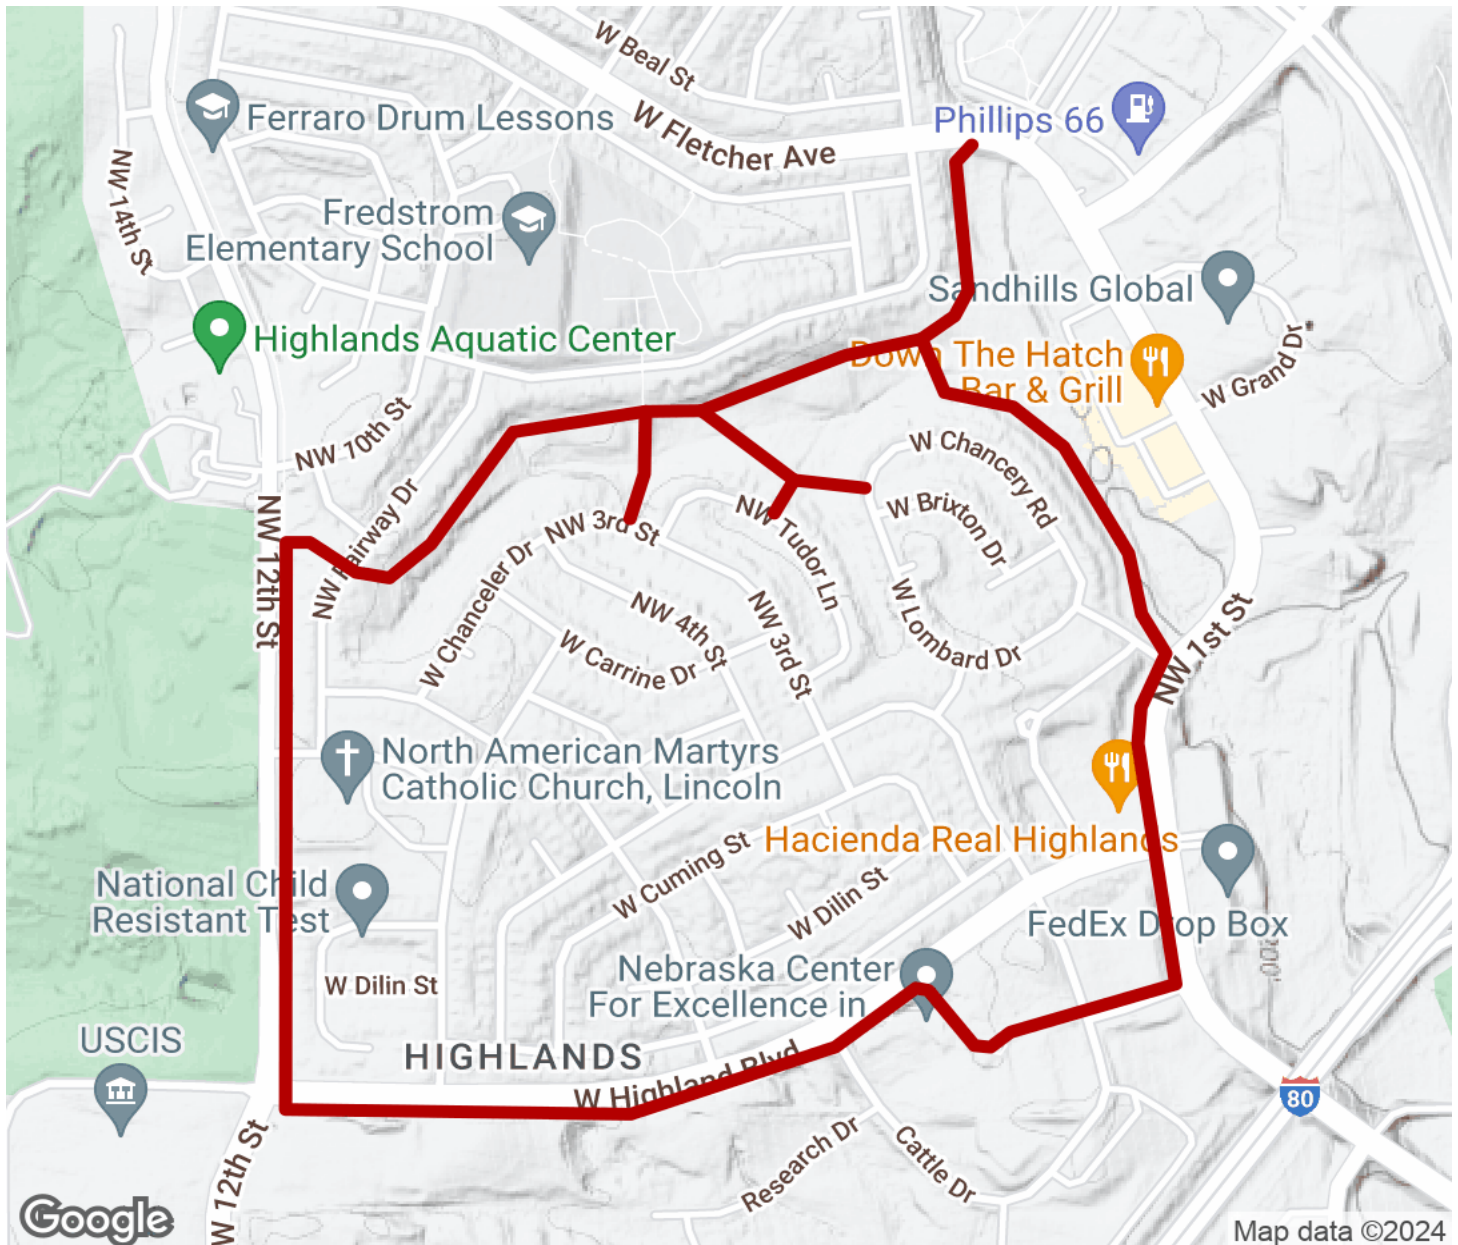 W Beal St
Ferraro Drum Lessons
W Fletcher Ave
Phillips 66
NW 14th St
Fredstrom
Elementary School
Sandhills Global
Highlands Aquatic Center
Down The Hatch
Bar & Grill
W Grand Dr
NW 10th St
W Chancery Rd
NW Fairway Dr
NW 12th St
NW 3rd St
NW Tudor Ln
W Brixton Dr
W Chanceler Dr
NW 4th St
W Carrine Dr
NW 3rd St
W Lombard Dr
NW 1st St
North American Martyrs
Catholic Church, Lincoln
Hacienda Real Highlands
W Cuming St
National Child
Resistant Test
W Dilin St
FedEx Drop Box
W Dilin St
Nebraska Center
For Excellence in
USCIS
HIGHLANDS
W Highland Blvd
80
Research Dr
Cattle Dr
W 12th St
Google
Map data ©2024